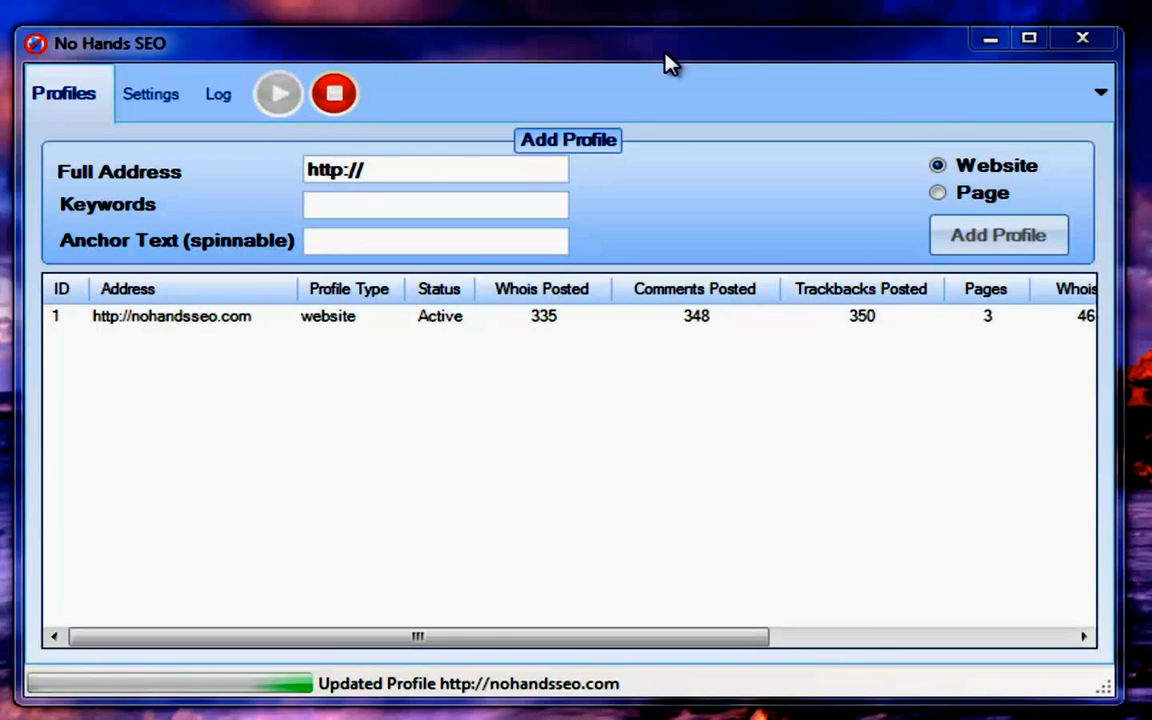 No Hands SEO
Profiles Settings Log
Add Profile
Full Address http:// Website
Keywords Page
Anchor Text (spinnable) Add Profile
ID Address Profile Type Status Whois Posted Comments Posted Trackbacks Posted Pages Whois
1 http://nohandsseo.com website Active 335 348 350 3 46
Updated Profile http://nohandsseo.com